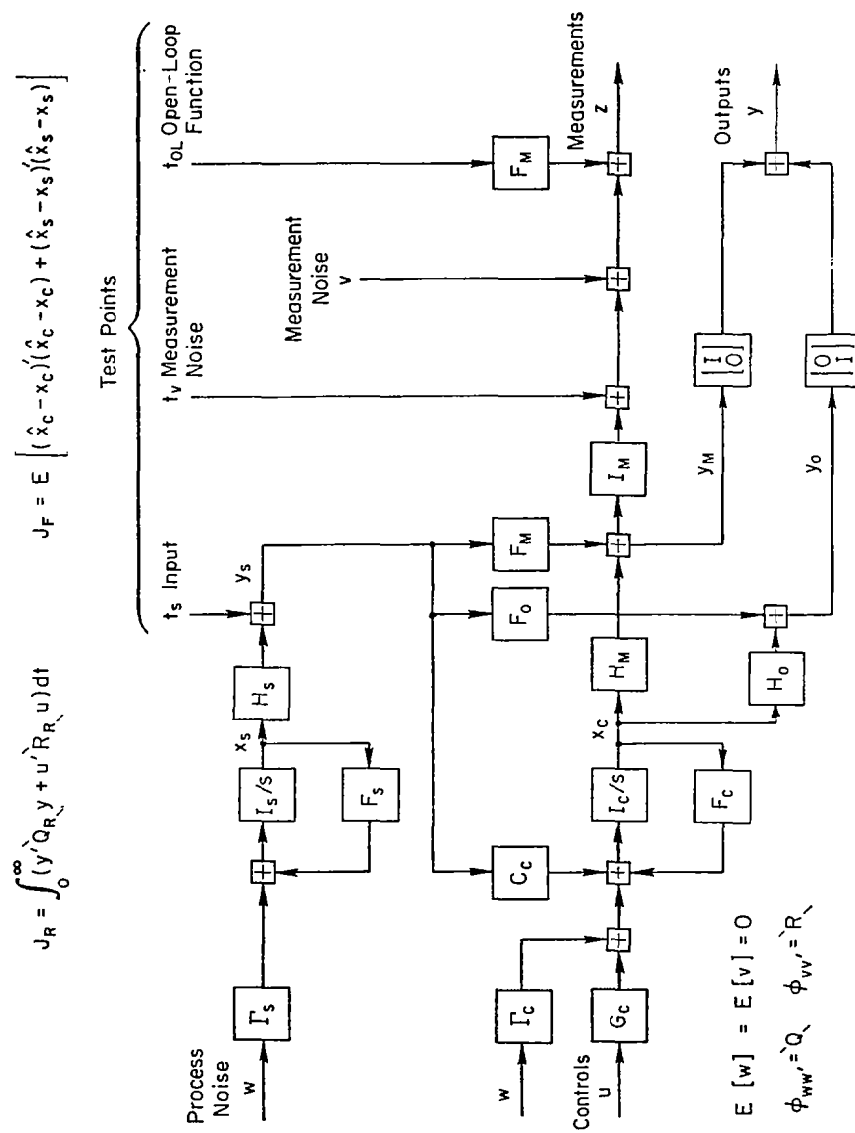 J_R = ∫_0^∞ (y' `Q_R\ y + u' `R_R\ u) dt
J_F = E [(x̂_C - x_C)'(x̂_C - x_C) + (x̂_S - x_S)'(x̂_S - x_S)]
Test Points
t_S Input
t_V Measurement
Noise
t_OL Open-Loop
Function
Process
Noise
w
Γ_S
+
I_S/s
x_S
H_S
+
y_S
F_S
Measurement
Noise
v
C_C
F_O
F_M
F_M
w
Γ_C
Controls
u
G_C
+
+
I_C/s
x_C
H_M
+
I_M
+
+
+
Measurements
z
F_C
H_O
+
y_M
[I/O]
y_O
[O/I]
+
Outputs
y
E [w] = E [v] = O
ϕ_ww' = `Q\ ϕ_vv' = `R\